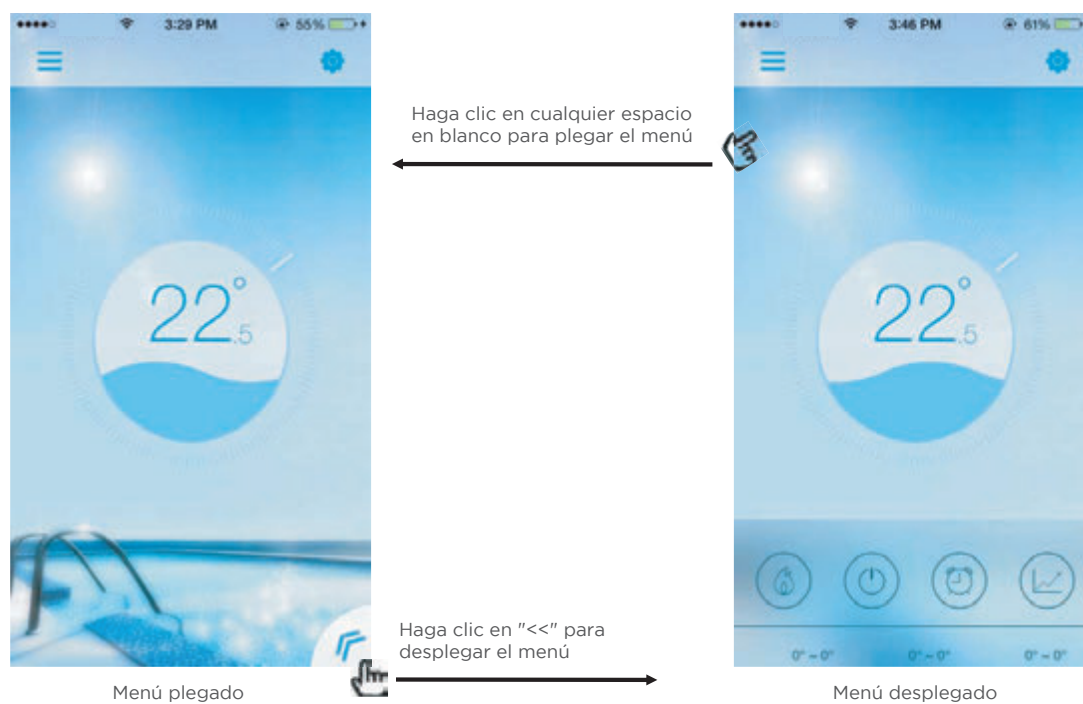 3:29 PM
55%
3:46 PM
61%
Haga clic en cualquier espacio
en blanco para plegar el menú
22°
.5
22°
.5
Haga clic en "<<" para
desplegar el menú
0° ~ 0°
0° ~ 0°
0° ~ 0°
Menú plegado
Menú desplegado